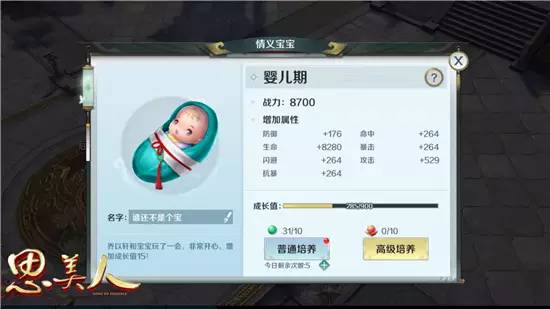 情义宝宝
X
婴儿期
?
战力：8700
增加属性
防御 +176 命中 +264
生命 +8280 暴击 +264
闪避 +264 攻击 +529
抗暴 +264
成长值： 285/900
31/10 0/10
普通培养 高级培养
今日剩余次数:5
名字： 谁还不是个宝
乔以轩和宝宝玩了一会，非常开心，增
加成长值15!
思美人